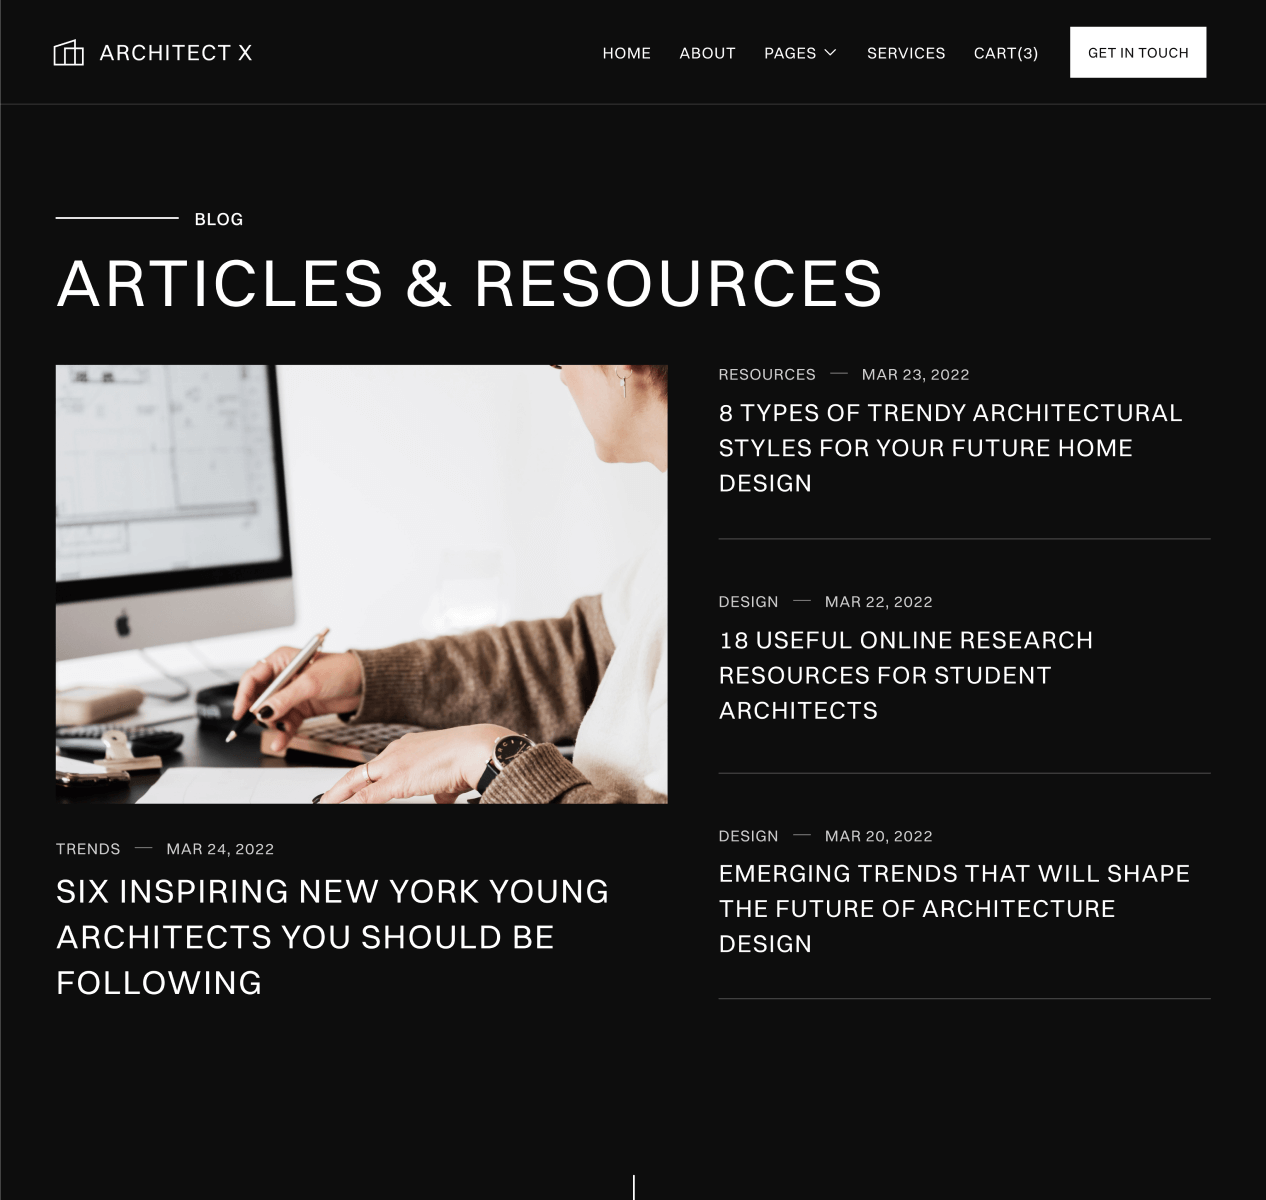 ARCHITECT X
HOME
ABOUT
PAGES
SERVICES
CART(3)
GET IN TOUCH
BLOG
ARTICLES & RESOURCES
TRENDS — MAR 24, 2022
SIX INSPIRING NEW YORK YOUNG
ARCHITECTS YOU SHOULD BE
FOLLOWING
RESOURCES — MAR 23, 2022
8 TYPES OF TRENDY ARCHITECTURAL
STYLES FOR YOUR FUTURE HOME
DESIGN
DESIGN — MAR 22, 2022
18 USEFUL ONLINE RESEARCH
RESOURCES FOR STUDENT
ARCHITECTS
DESIGN — MAR 20, 2022
EMERGING TRENDS THAT WILL SHAPE
THE FUTURE OF ARCHITECTURE
DESIGN